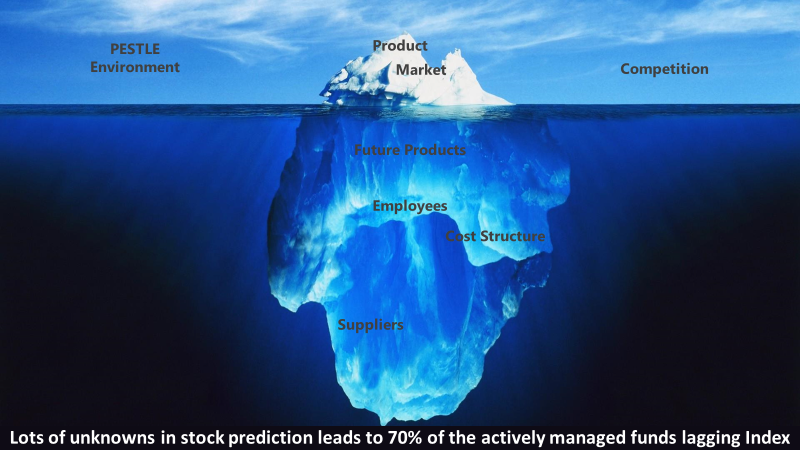 PESTLE
Environment
Product
Market
Competition
Future Products
Employees
Cost Structure
Suppliers
Lots of unknowns in stock prediction leads to 70% of the actively managed funds lagging Index